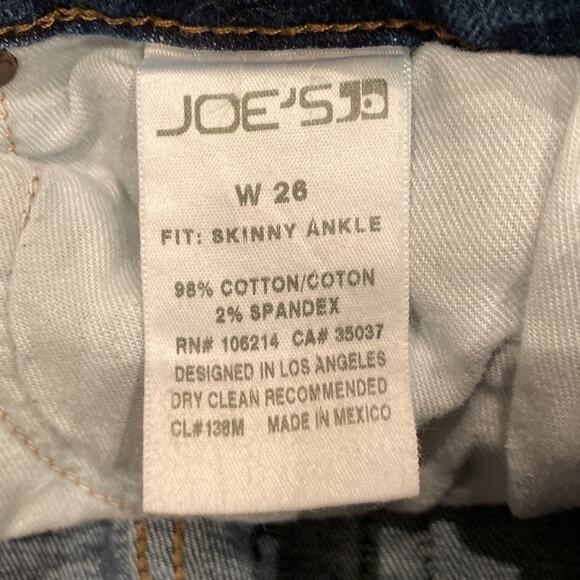 JOE'S
W 26
FIT: SKINNY ANKLE
98% COTTON/COTON
2% SPANDEX
RN# 106214 CA# 35037
DESIGNED IN LOS ANGELES
DRY CLEAN RECOMMENDED
CL#138M MADE IN MEXICO